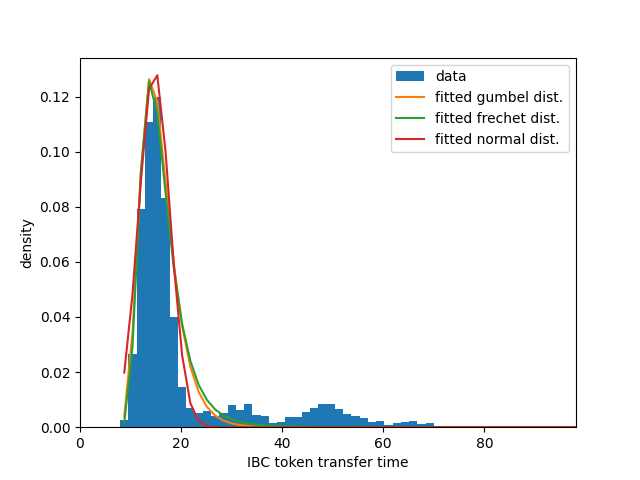 data
fitted gumbel dist.
fitted frechet dist.
fitted normal dist.
0.12
0.10
0.08
0.06
0.04
0.02
0.00
density
0 20 40 60 80
IBC token transfer time